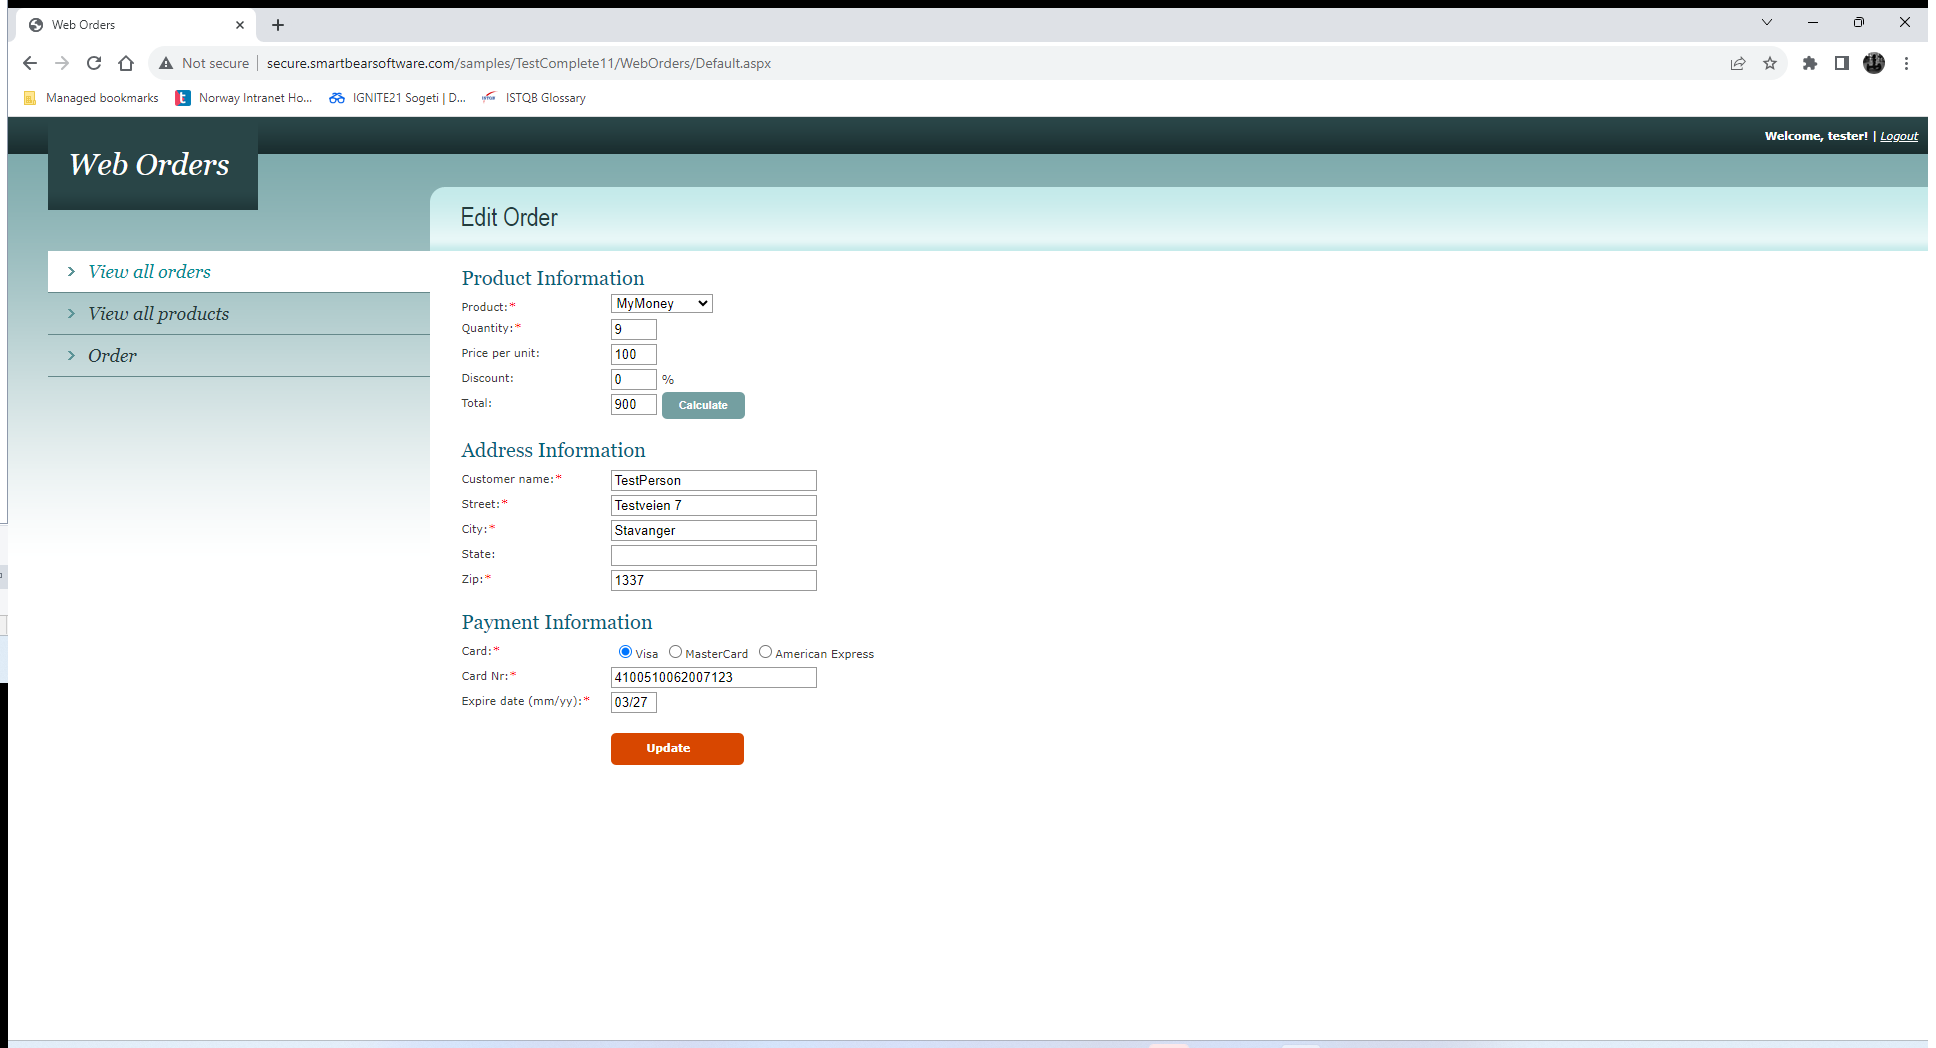 Web Orders
Not secure secure.smartbearsoftware.com/samples/TestComplete11/WebOrders/Default.aspx
Managed bookmarks Norway Intranet Ho... IGNITE21 Sogeti | D... ISTQB Glossary
Welcome, tester! | Logout
Web Orders
Edit Order
View all orders
View all products
Order
Product Information
Product:* MyMoney
Quantity:* 9
Price per unit: 100
Discount: 0 %
Total: 900 Calculate
Address Information
Customer name:* TestPerson
Street:* Testveien 7
City:* Stavanger
State:
Zip:* 1337
Payment Information
Card:* Visa MasterCard American Express
Card Nr:* 4100510062007123
Expire date (mm/yy):* 03/27
Update